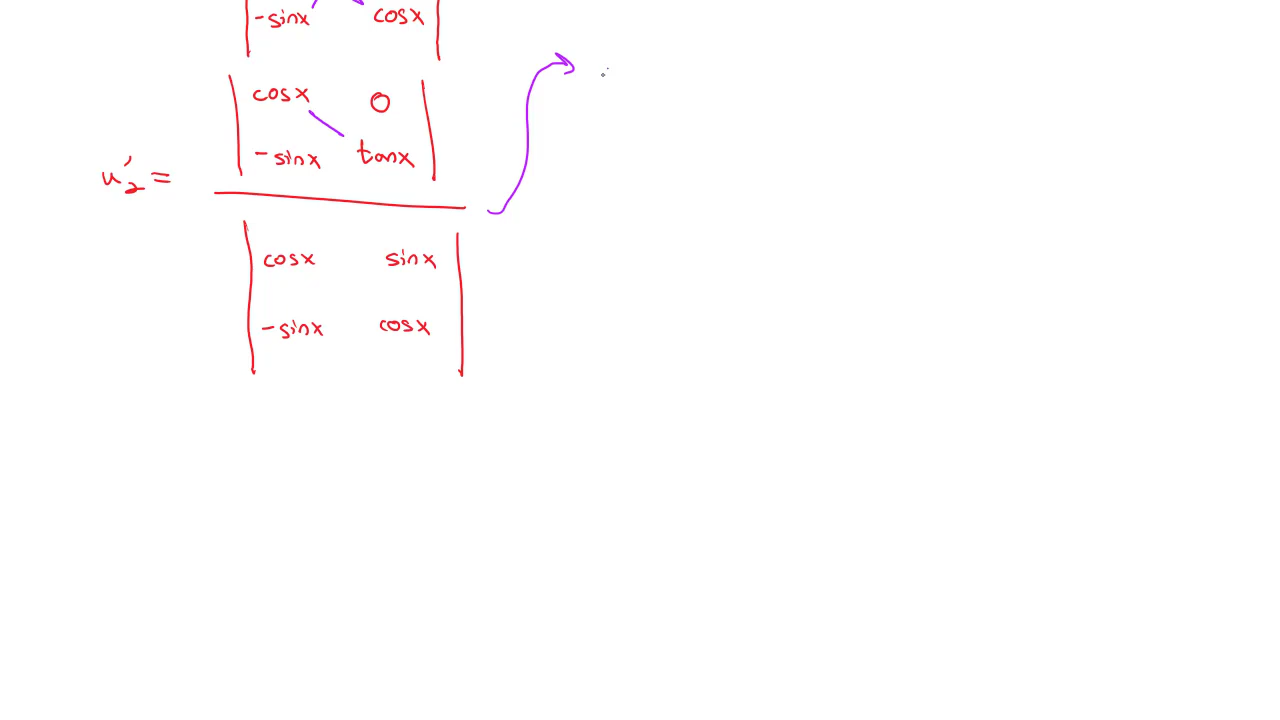 -sinx cosx
cosx 0
-sinx tanx
u₂' =
cosx sinx
-sinx cosx